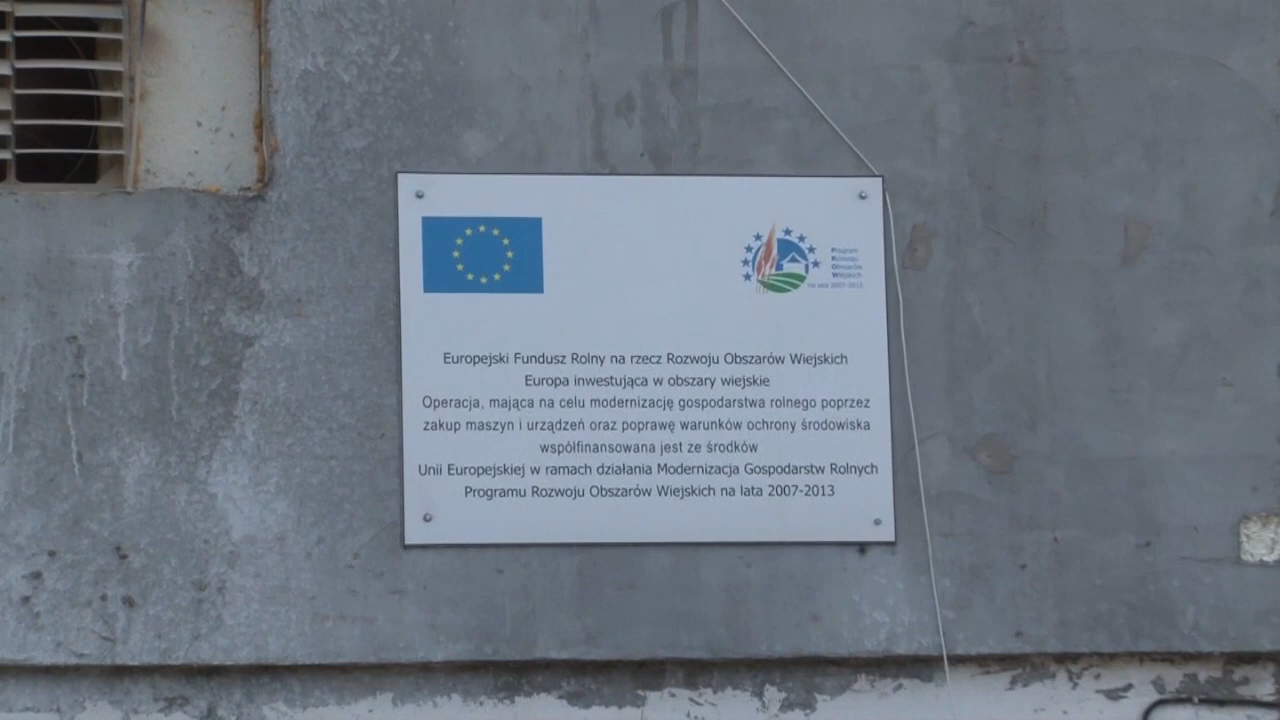 Program
Rozwoju
Obszarów
Wiejskich
na lata 2007-2013
Europejski Fundusz Rolny na rzecz Rozwoju Obszarów Wiejskich
Europa inwestująca w obszary wiejskie
Operacja, mająca na celu modernizację gospodarstwa rolnego poprzez
zakup maszyn i urządzeń oraz poprawę warunków ochrony środowiska
współfinansowana jest ze środków
Unii Europejskiej w ramach działania Modernizacja Gospodarstw Rolnych
Programu Rozwoju Obszarów Wiejskich na lata 2007-2013